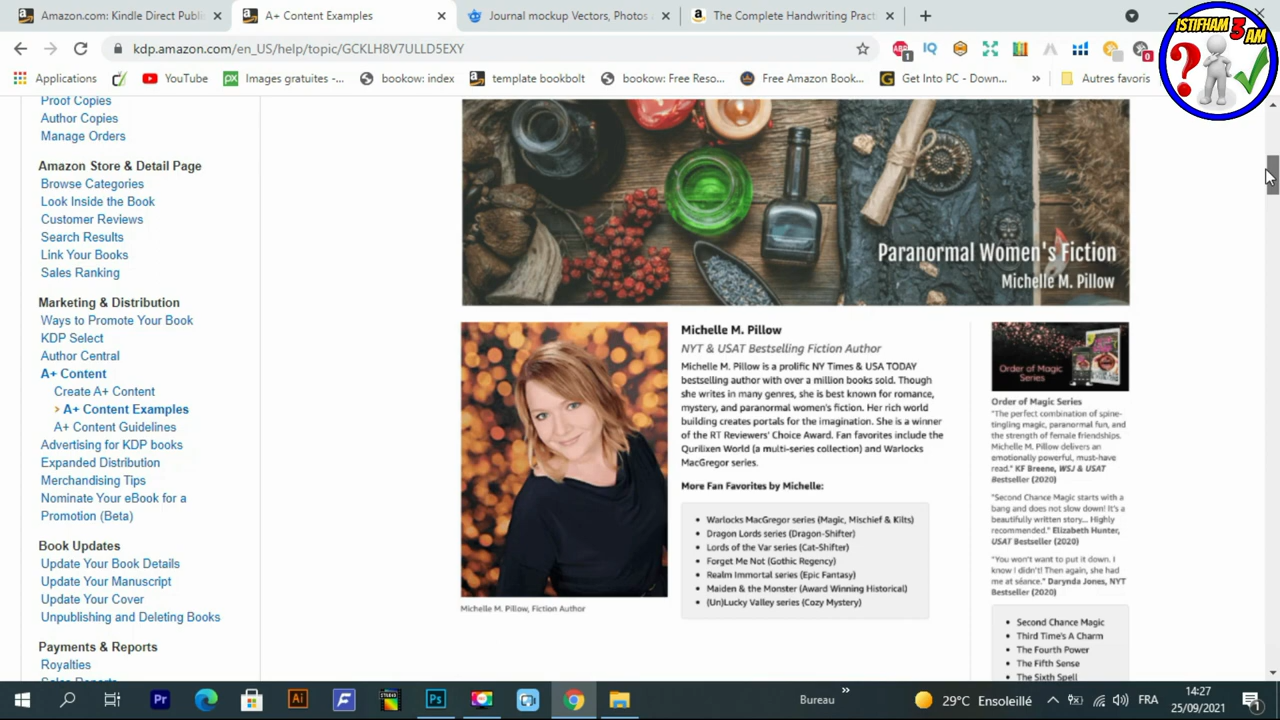 Amazon.com: Kindle Direct Publi
A+ Content Examples
Journal mockup Vectors, Photos
The Complete Handwriting Pract
kdp.amazon.com/en_US/help/topic/GCKLH8V7ULLD5EXY
ISTIFHAM 3 AM
Applications
YouTube
Images gratuites -...
bookow: index
template bookbolt
bookow: Free Reso...
Free Amazon Book...
Get Into PC - Down...
Autres favoris
Proof Copies
Author Copies
Manage Orders
Amazon Store & Detail Page
Browse Categories
Look Inside the Book
Customer Reviews
Search Results
Link Your Books
Sales Ranking
Marketing & Distribution
Ways to Promote Your Book
KDP Select
Author Central
A+ Content
Create A+ Content
› A+ Content Examples
A+ Content Guidelines
Advertising for KDP books
Expanded Distribution
Merchandising Tips
Nominate Your eBook for a
Promotion (Beta)
Book Updates
Update Your Book Details
Update Your Manuscript
Update Your Cover
Unpublishing and Deleting Books
Payments & Reports
Royalties
Paranormal Women's Fiction
Michelle M. Pillow
Michelle M. Pillow, Fiction Author
Michelle M. Pillow
NYT & USAT Bestselling Fiction Author
Michelle M. Pillow is a prolific NY Times & USA TODAY
bestselling author with over a million books sold. Though
she writes in many genres, she is best known for romance,
mystery, and paranormal women's fiction. Her rich world
building creates portals for the imagination. She is a winner
of the RT Reviewers' Choice Award. Fan favorites include the
Qurilixen World (a multi-series collection) and Warlocks
MacGregor series.
More Fan Favorites by Michelle:
• Warlocks MacGregor series (Magic, Mischief & Kilts)
• Dragon Lords series (Dragon-Shifter)
• Lords of the Var series (Cat-Shifter)
• Forget Me Not (Gothic Regency)
• Realm Immortal series (Epic Fantasy)
• Maiden & the Monster (Award Winning Historical)
• (Un)Lucky Valley series (Cozy Mystery)
Order of Magic
Series
Order of Magic Series
"The perfect combination of spine-
tingling magic, paranormal fun, and
the strength of female friendships.
Michelle M. Pillow delivers an
emotionally powerful, must-have
read." KF Breene, WSJ & USAT
Bestseller (2020)
"Second Chance Magic starts with a
bang and does not slow down! It's a
beautifully written story... Highly
recommended." Elizabeth Hunter,
USAT Bestseller (2020)
"You won't want to put it down. I
know I didn't! Then again, she had
me at séance." Darynda Jones, NYT
Bestseller (2020)
• Second Chance Magic
• Third Time's A Charm
• The Fourth Power
• The Fifth Sense
• The Sixth Spell
Bureau
29°C Ensoleillé
FRA
14:27
25/09/2021